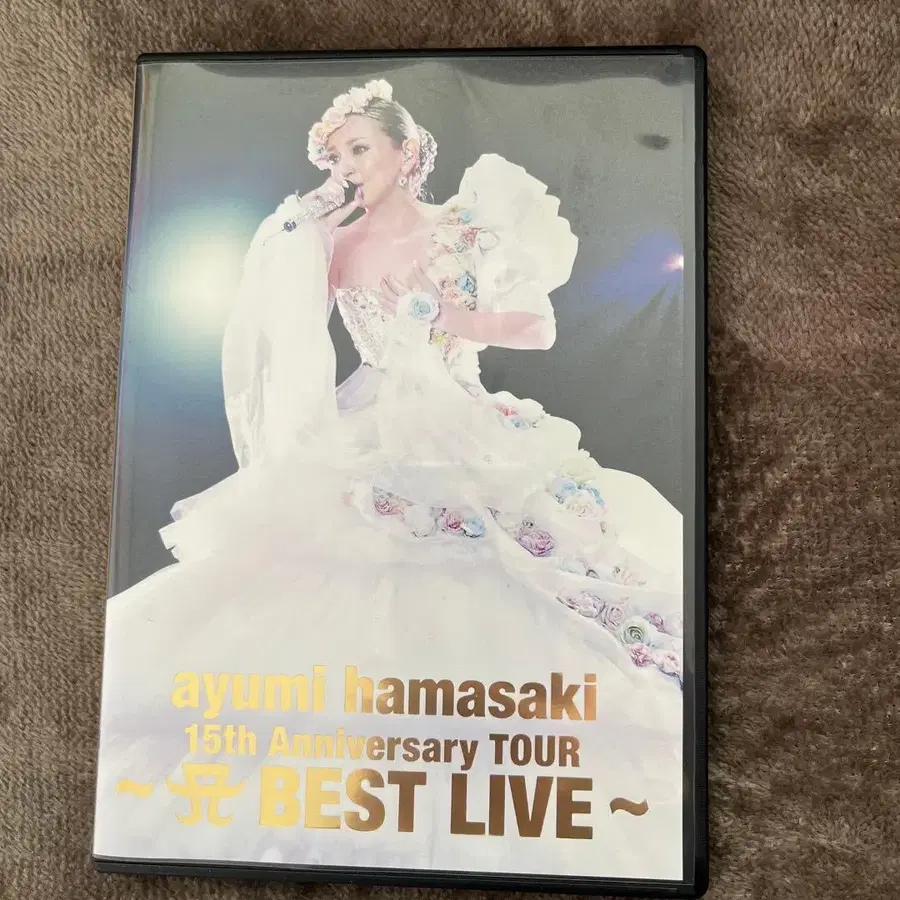 ayumi hamasaki
15th Anniversary TOUR
~ A BEST LIVE ~